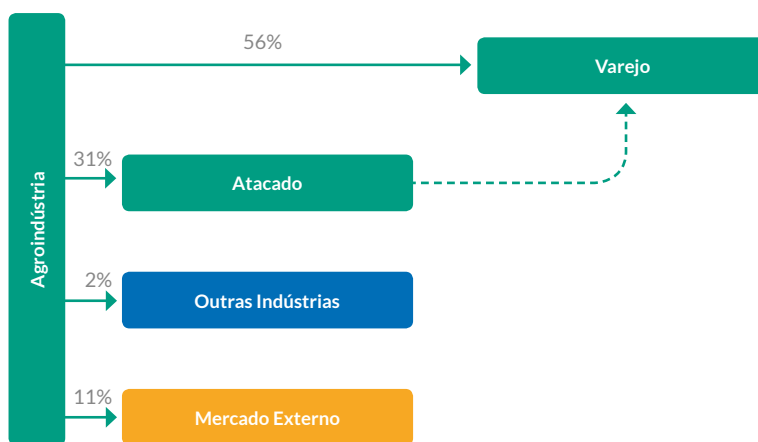 56%
Varejo
31%
Atacado
Agroindústria
2%
Outras Indústrias
11%
Mercado Externo